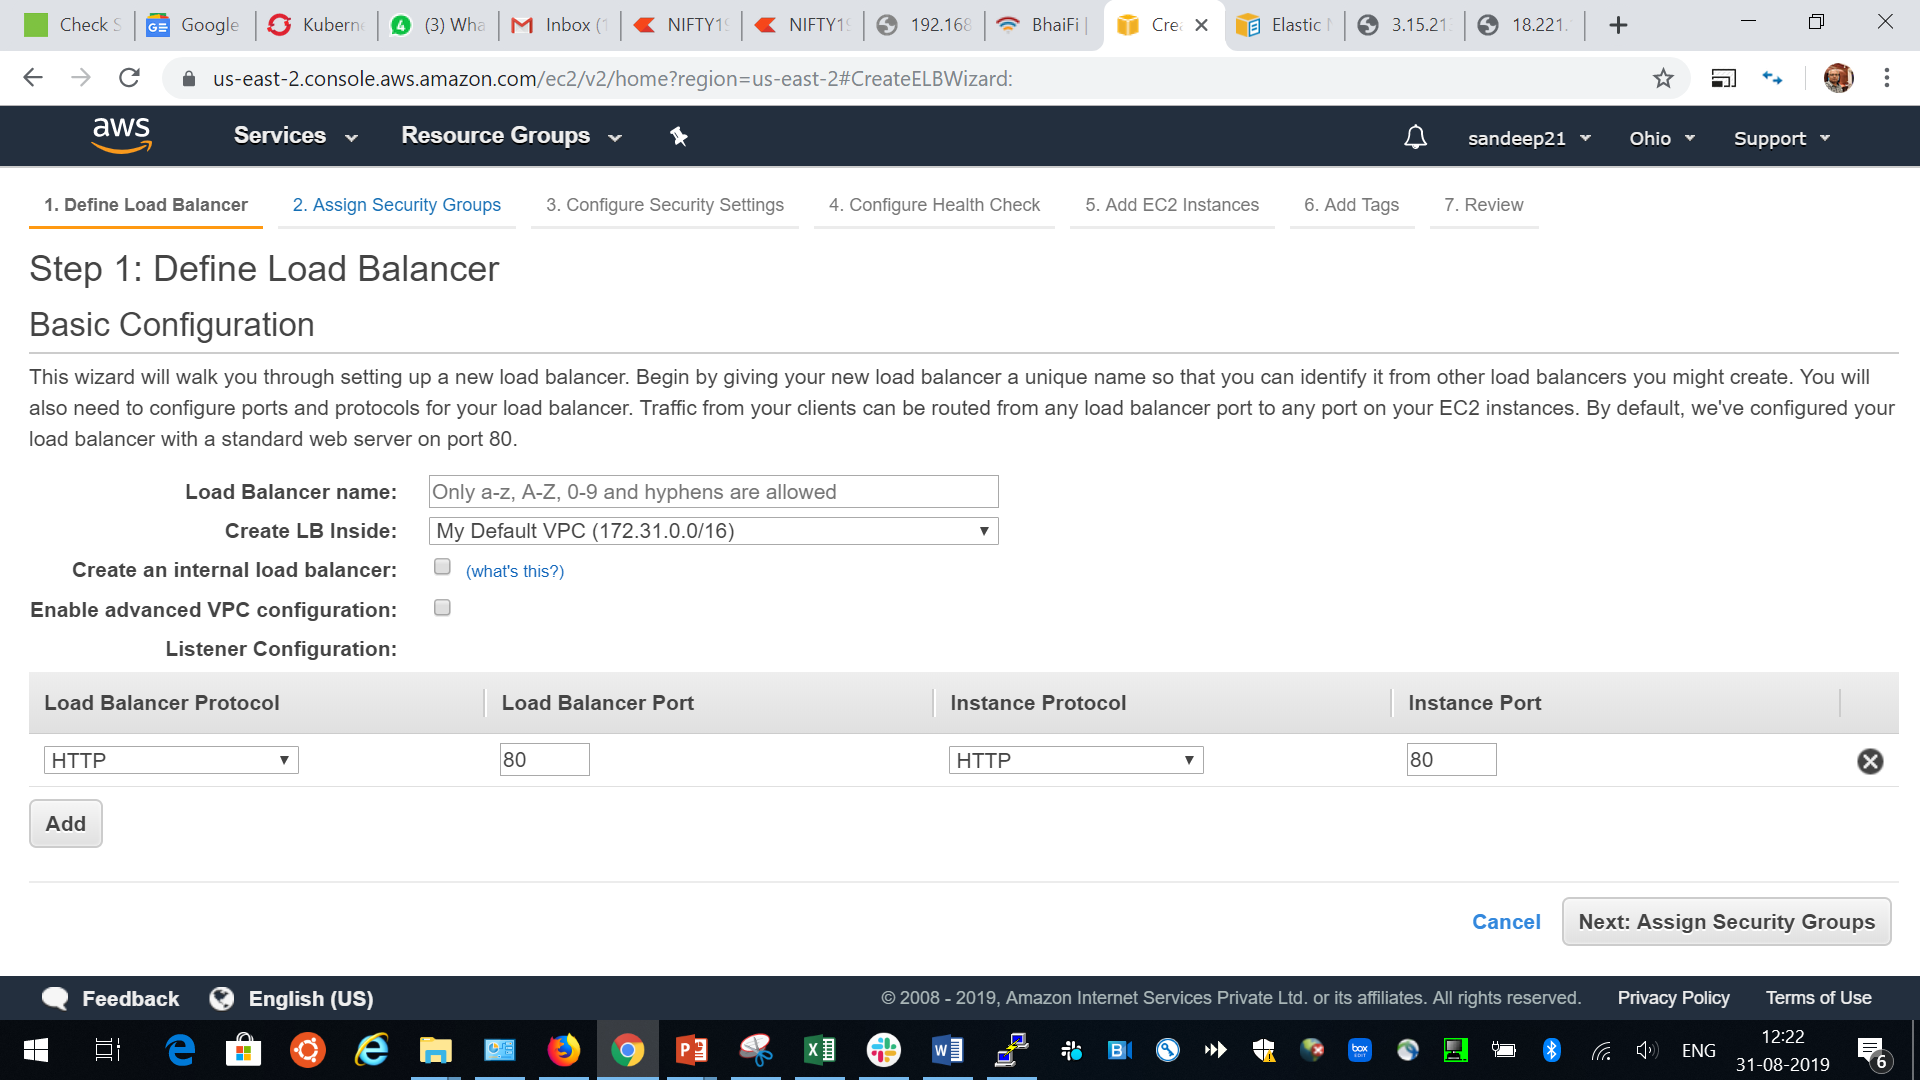 Check S
Google
Kuberne
(3) Wha
Inbox (1
NIFTY19
NIFTY19
192.168
BhaiFi |
Crea
Elastic
3.15.21
18.221.
us-east-2.console.aws.amazon.com/ec2/v2/home?region=us-east-2#CreateELBWizard:
aws
Services
Resource Groups
sandeep21
Ohio
Support
1. Define Load Balancer
2. Assign Security Groups
3. Configure Security Settings
4. Configure Health Check
5. Add EC2 Instances
6. Add Tags
7. Review
Step 1: Define Load Balancer
Basic Configuration
This wizard will walk you through setting up a new load balancer. Begin by giving your new load balancer a unique name so that you can identify it from other load balancers you might create. You will
also need to configure ports and protocols for your load balancer. Traffic from your clients can be routed from any load balancer port to any port on your EC2 instances. By default, we've configured your
load balancer with a standard web server on port 80.
Load Balancer name: Only a-z, A-Z, 0-9 and hyphens are allowed
Create LB Inside: My Default VPC (172.31.0.0/16)
Create an internal load balancer: (what's this?)
Enable advanced VPC configuration:
Listener Configuration:
Load Balancer Protocol Load Balancer Port Instance Protocol Instance Port
HTTP 80 HTTP 80
Add
Cancel
Next: Assign Security Groups
Feedback
English (US)
© 2008 - 2019, Amazon Internet Services Private Ltd. or its affiliates. All rights reserved.
Privacy Policy
Terms of Use
ENG
12:22
31-08-2019
6